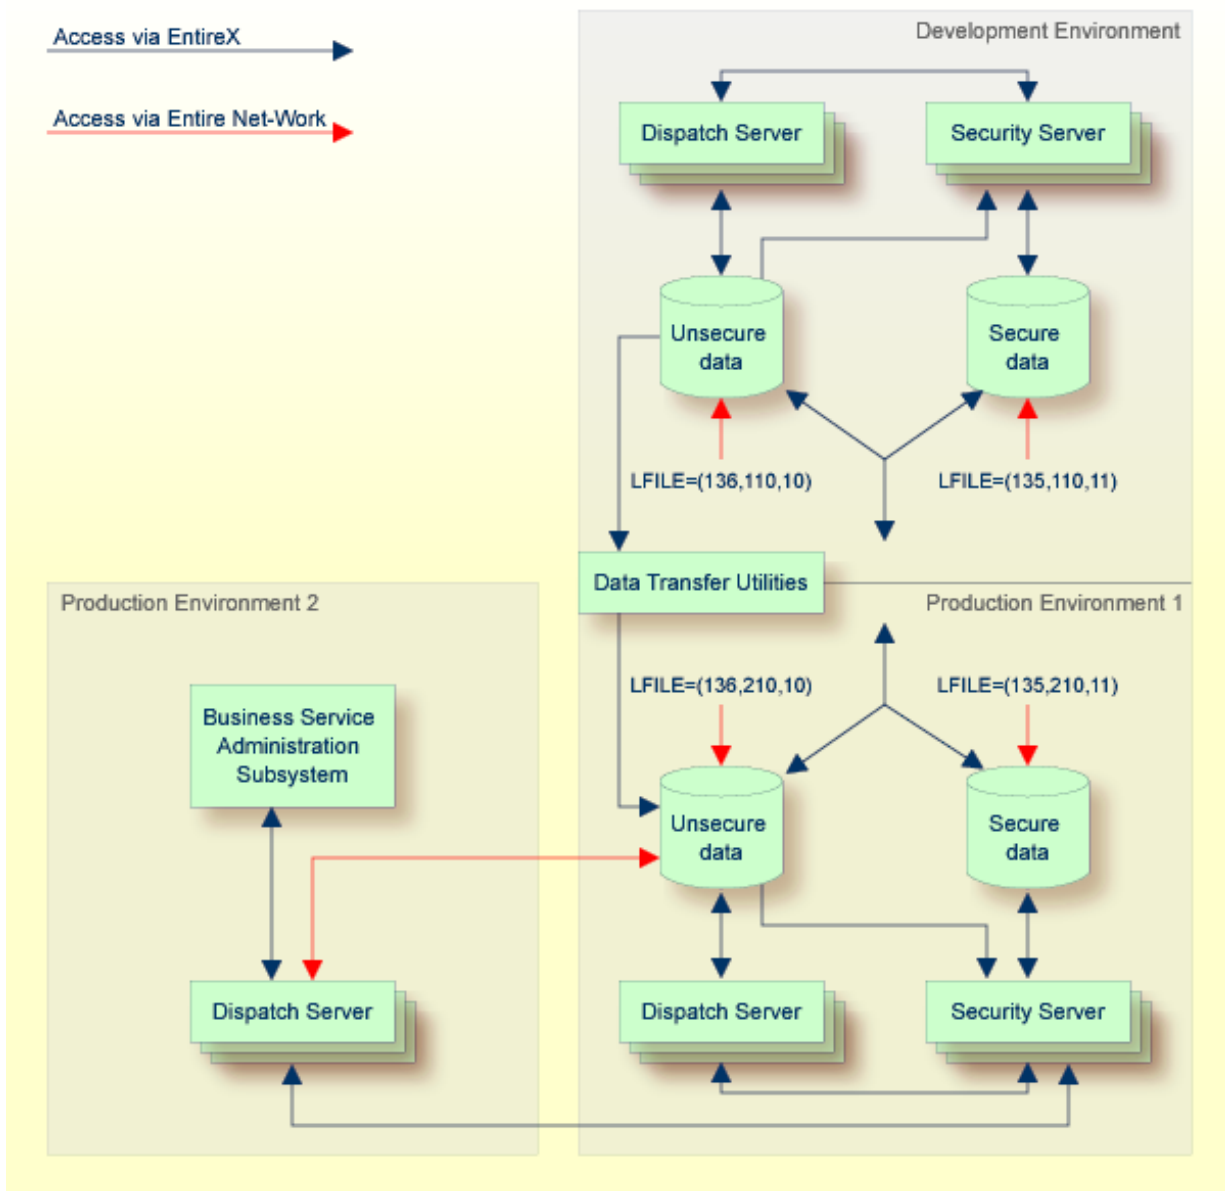 Access via EntireX
Access via Entire Net-Work
Development Environment
Dispatch Server
Security Server
Unsecure
data
Secure
data
LFILE=(136,110,10)
LFILE=(135,110,11)
Data Transfer Utilities
Production Environment 2
Production Environment 1
LFILE=(136,210,10)
LFILE=(135,210,11)
Business Service
Administration
Subsystem
Unsecure
data
Secure
data
Dispatch Server
Dispatch Server
Security Server